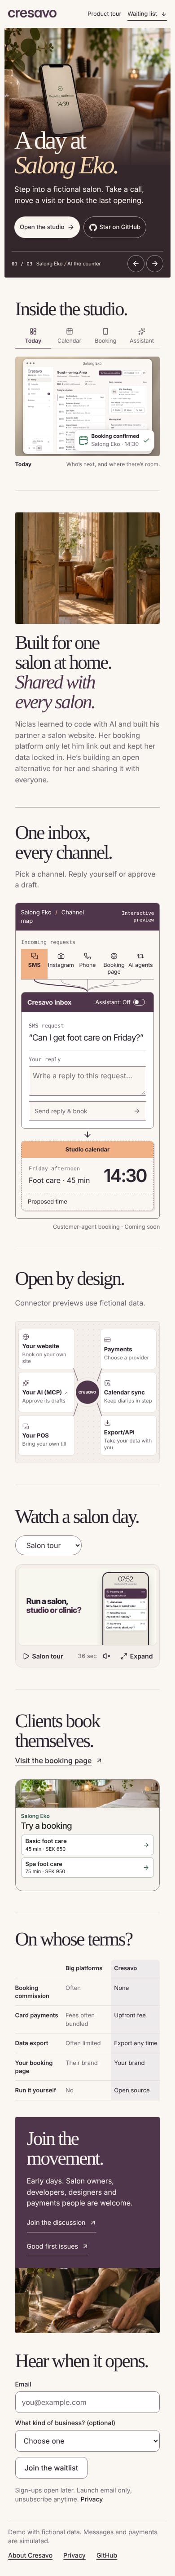 cresavo
Product tour
Waiting list ↓
14:30
A day at
Salong Eko.
Step into a fictional salon. Take a call,
move a visit or book the last opening.
Open the studio →
Star on GitHub
01 / 03 Salong Eko / At the counter
Inside the studio.
Today
Calendar
Booking
Assistant
Booking confirmed
Salong Eko · 14:30
Today
Who's next, and where there's room.
Built for one
salon at home.
Shared with
every salon.
Niclas learned to code with AI and built his
partner a salon website. Her booking
platform only let him link out and kept her
data locked in. He's building an open
alternative for her and sharing it with
everyone.
One inbox,
every channel.
Pick a channel. Reply yourself or approve
a draft.
Salong Eko / Channel
map
Interactive
preview
Incoming requests
SMS
Instagram
Phone
Booking
page
AI agents
Cresavo inbox
Assistant: Off
SMS request
“Can I get foot care on Friday?”
Your reply
Write a reply to this request...
Send reply & book →
Studio calendar
Friday afternoon
Foot care · 45 min
14:30
Proposed time
Customer-agent booking · Coming soon
Open by design.
Connector previews use fictional data.
Your website
Book on your own
site
Payments
Choose a provider
Your AI (MCP)
Approve its drafts
cresavo
Calendar sync
Keep diaries in step
Your POS
Bring your own till
Export/API
Take your data with
you
Watch a salon day.
Salon tour
07:52
Run a salon,
studio or clinic?
Salon tour
36 sec
Expand
Clients book
themselves.
Visit the booking page
Salong Eko
Try a booking
Basic foot care
45 min · SEK 650
Spa foot care
75 min · SEK 950
On whose terms?
Big platforms
Cresavo
Booking
commission
Often
None
Card payments
Fees often
bundled
Upfront fee
Data export
Often limited
Export any time
Your booking
page
Their brand
Your brand
Run it yourself
No
Open source
Join the
movement.
Early days. Salon owners,
developers, designers and
payments people are welcome.
Join the discussion
Good first issues
Hear when it opens.
Email
you@example.com
What kind of business? (optional)
Choose one
Join the waitlist
Sign-ups open later. Launch email only,
unsubscribe anytime. Privacy
Demo with fictional data. Messages and payments
are simulated.
About Cresavo
Privacy
GitHub